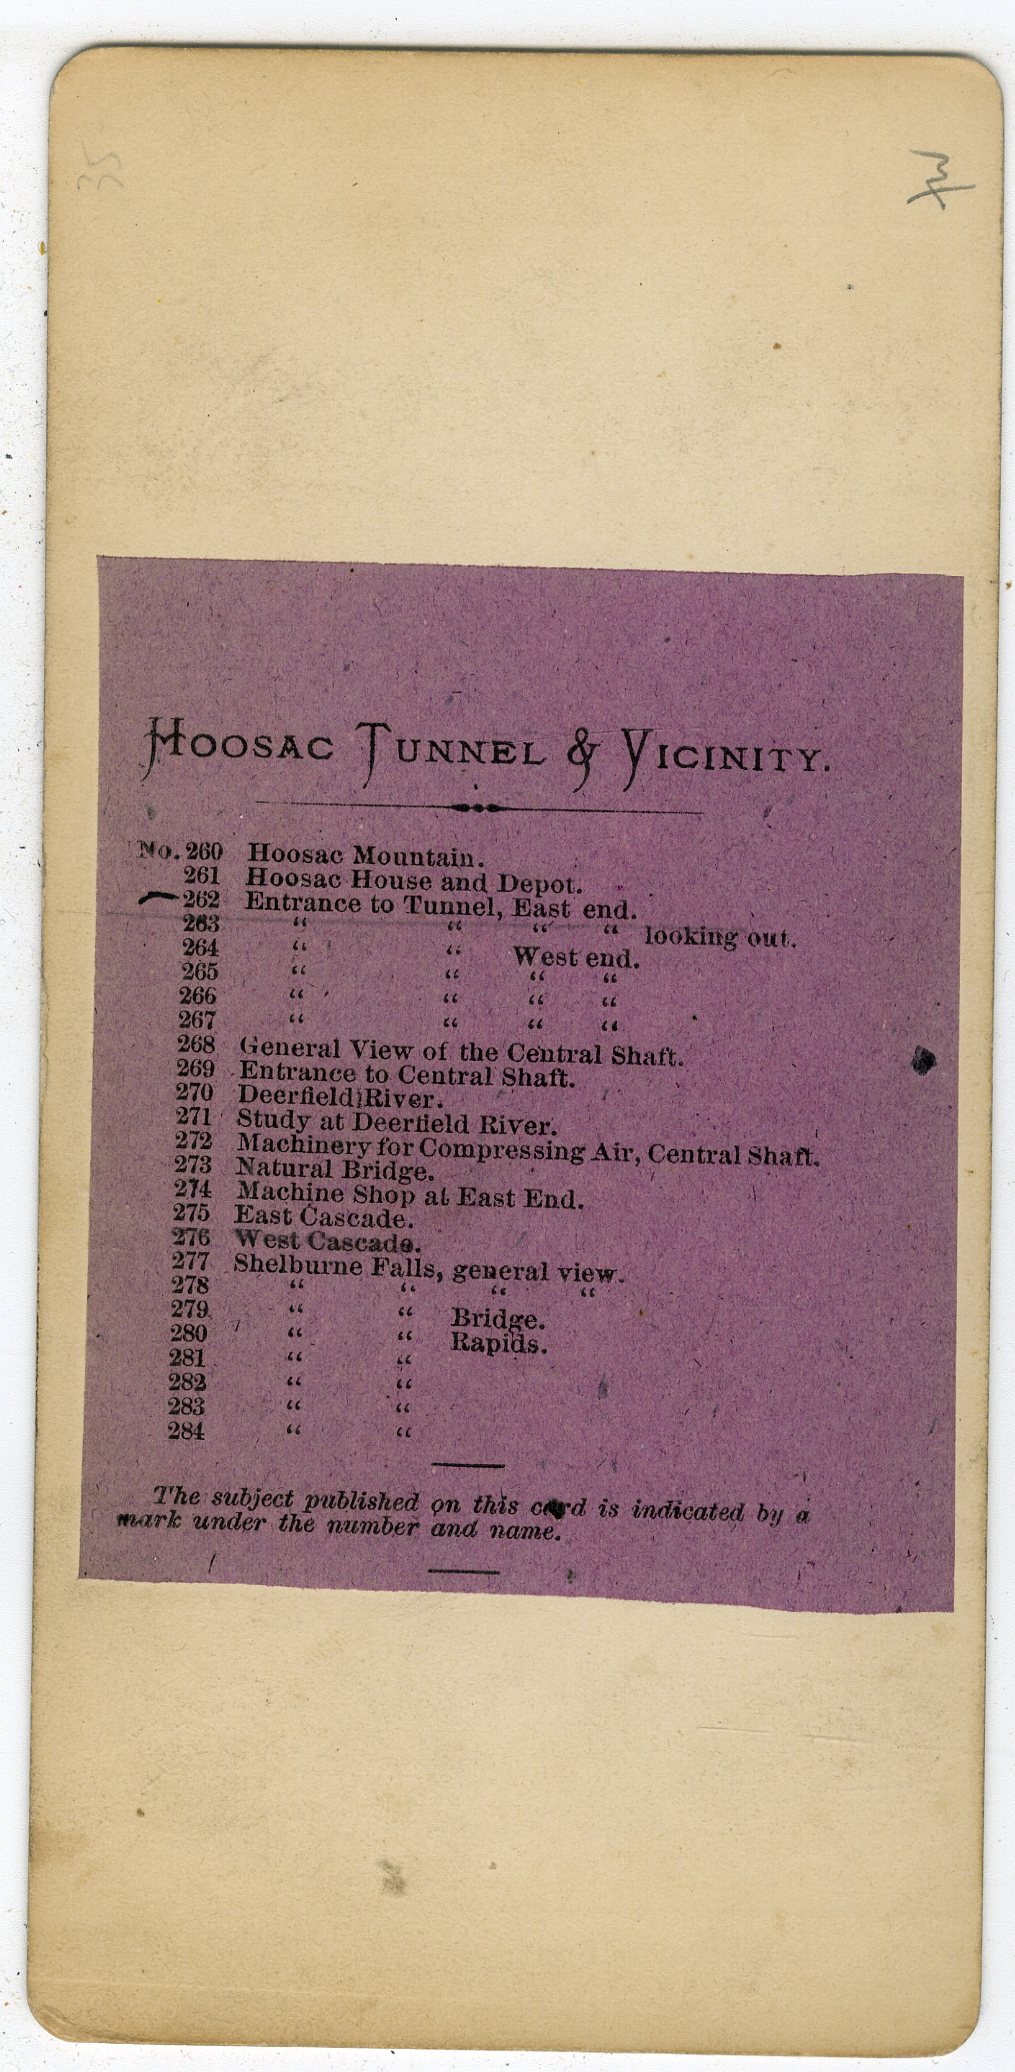 35
HOOSAC TUNNEL & VICINITY.
No. 260 Hoosac Mountain.
261 Hoosac House and Depot.
262 Entrance to Tunnel, East end.
263 “ “ “ “ looking out.
264 “ “ West end.
265 “ “ “ “
266 “ “ “ “
267 “ “ “ “
268 General View of the Central Shaft.
269 Entrance to Central Shaft.
270 Deerfield River.
271 Study at Deerfield River.
272 Machinery for Compressing Air, Central Shaft.
273 Natural Bridge.
274 Machine Shop at East End.
275 East Cascade.
276 West Cascade.
277 Shelburne Falls, general view.
278 “ “ “ “
279 “ “ Bridge.
280 “ “ Rapids.
281 “ “
282 “ “
283 “ “
284 “ “
The subject published on this card is indicated by a
mark under the number and name.